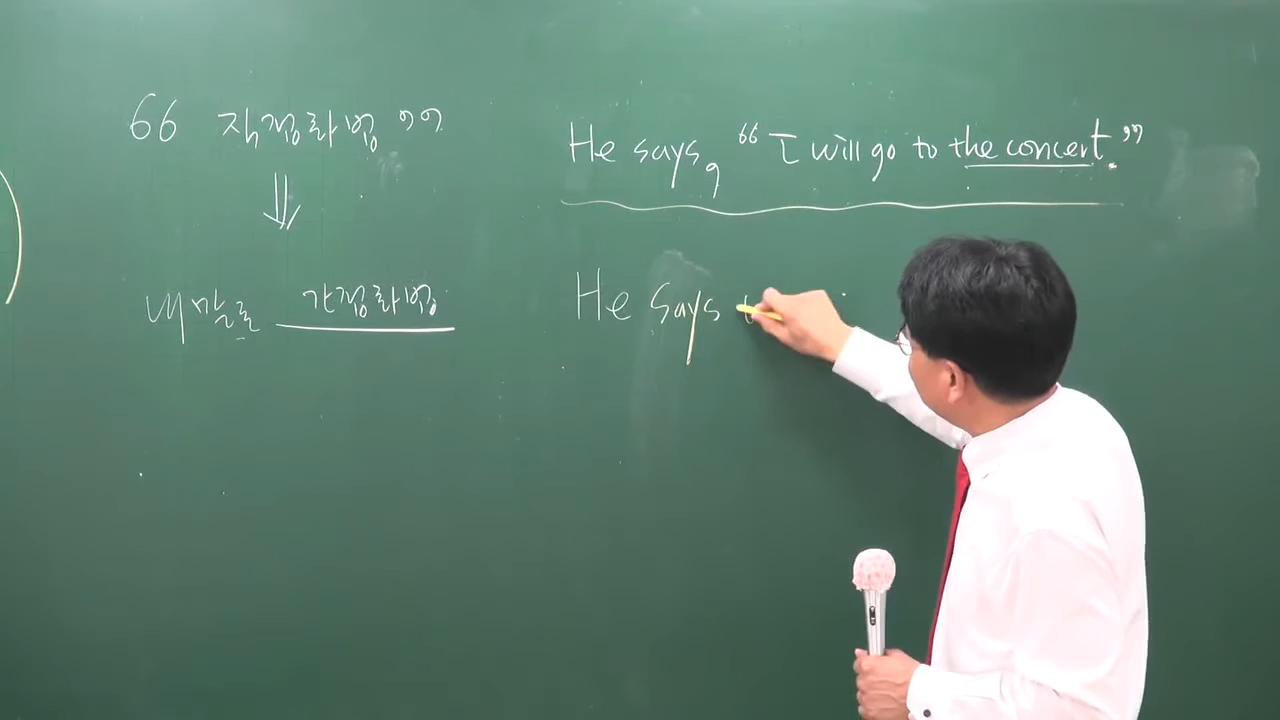 “ 직접화법 ”
He says, “I will go to the concert.”
내 말로 간접화법
He says t